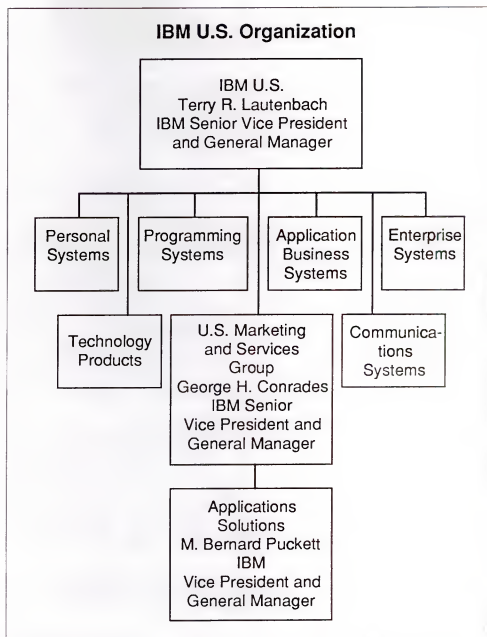 IBM U.S. Organization
IBM U.S.
Terry R. Lautenbach
IBM Senior Vice President
and General Manager
Personal
Systems
Programming
Systems
Application
Business
Systems
Enterprise
Systems
Technology
Products
U.S. Marketing
and Services
Group
George H. Conrades
IBM Senior
Vice President and
General Manager
Communica-
tions
Systems
Applications
Solutions
M. Bernard Puckett
IBM
Vice President and
General Manager